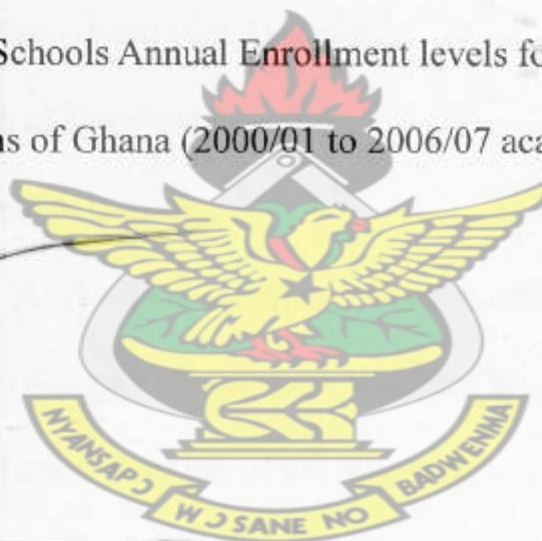 Schools Annual Enrollment levels fo
ns of Ghana (2000/01 to 2006/07 aca
NYANSAPƆ WƆSANE NO BADWENMA